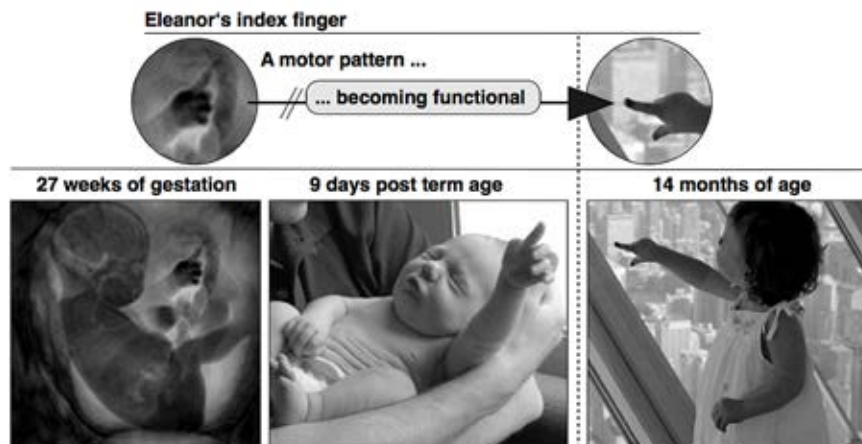 Eleanor's index finger
A motor pattern ...
... becoming functional
27 weeks of gestation
9 days post term age
14 months of age